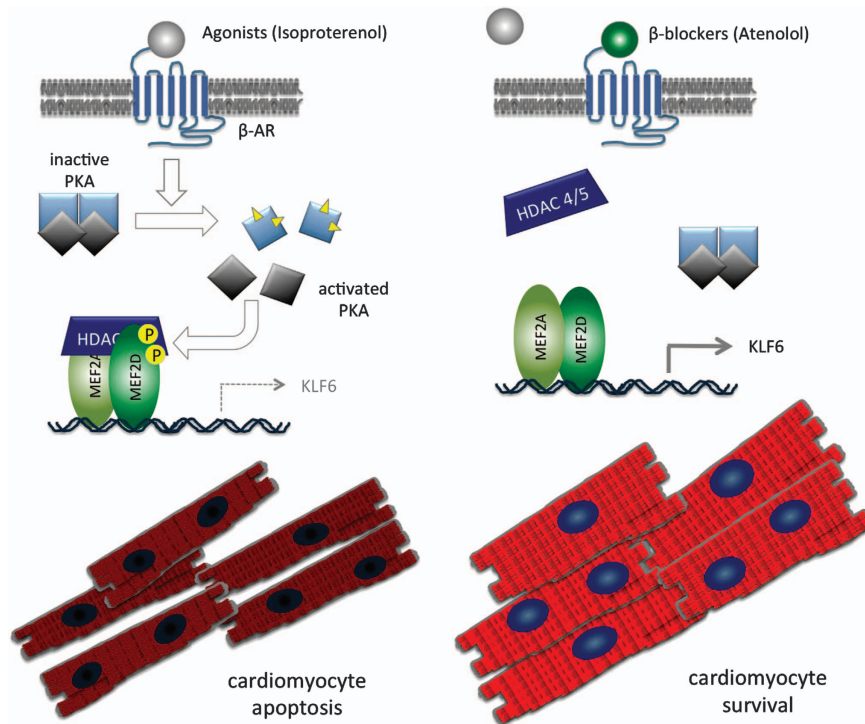 Agonists (Isoproterenol)
β-AR
inactive
PKA
activated
PKA
HDAC
P
P
MEF2A
MEF2D
KLF6
cardiomyocyte
apoptosis
β-blockers (Atenolol)
HDAC 4/5
MEF2A
MEF2D
KLF6
cardiomyocyte
survival